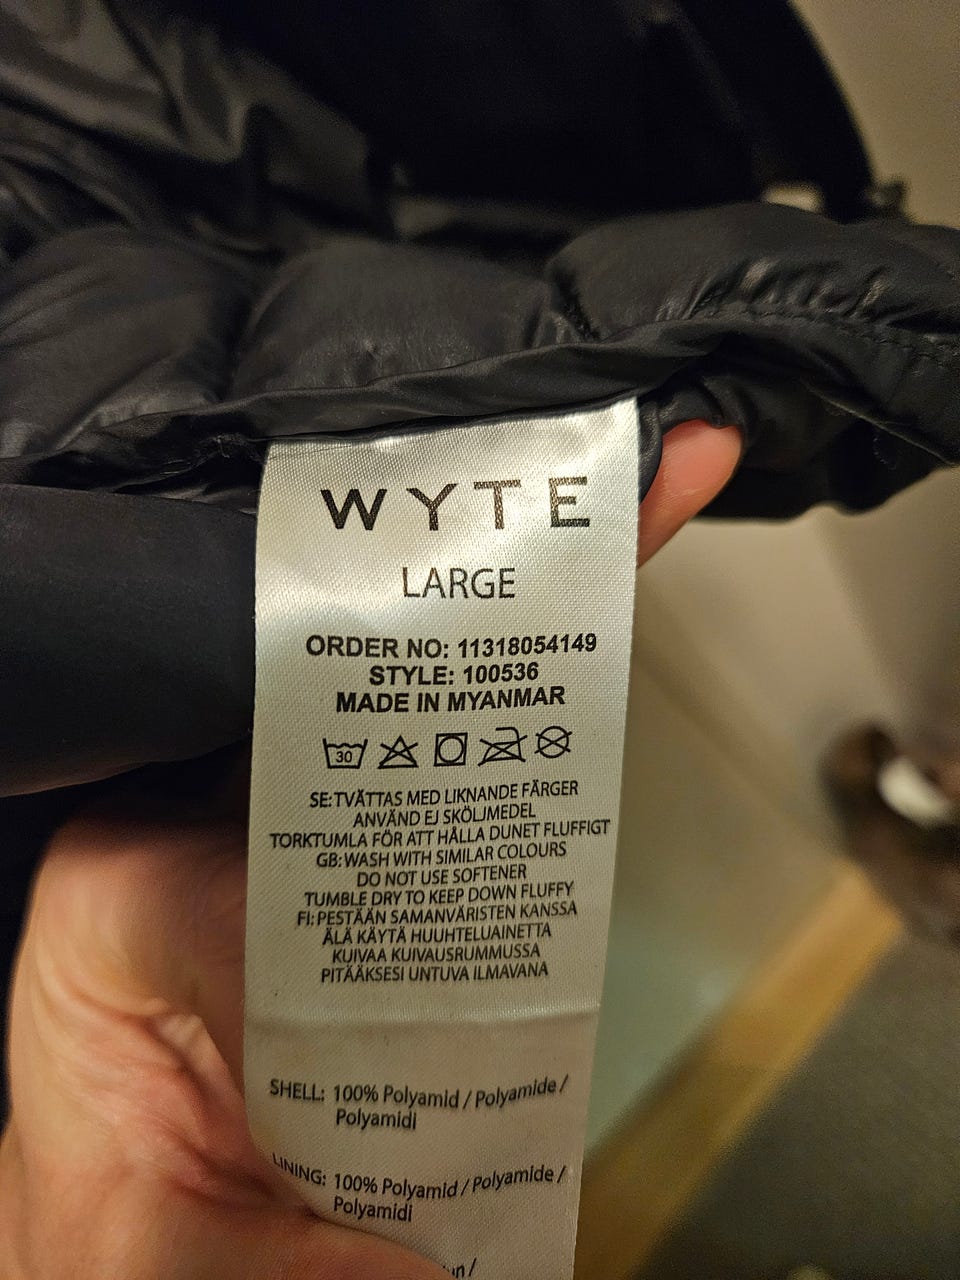 WYTE
LARGE
ORDER NO: 11318054149
STYLE: 100536
MADE IN MYANMAR
30
SE:TVÄTTAS MED LIKNANDE FÄRGER
ANVÄND EJ SKÖLJMEDEL
TORKTUMLA FÖR ATT HÅLLA DUNET FLUFFIGT
GB: WASH WITH SIMILAR COLOURS
DO NOT USE SOFTENER
TUMBLE DRY TO KEEP DOWN FLUFFY
FI: PESTÄÄN SAMANVÄRISTEN KANSSA
ÄLÄ KÄYTÄ HUUHTELUAINETTA
KUIVAA KUIVAUSRUMMUSSA
PITÄÄKSESI UNTUVA ILMAVANA
SHELL: 100% Polyamid / Polyamide /
Polyamidi
LINING: 100% Polyamid / Polyamide /
Polyamidi